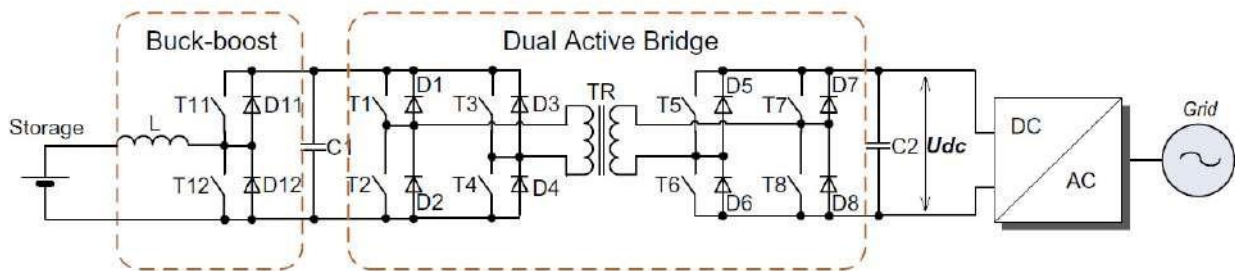 Buck-boost
Dual Active Bridge
Storage
L
T11
D11
T12
D12
C1
T1
D1
T3
D3
T2
D2
T4
D4
TR
T5
D5
T7
D7
T6
D6
T8
D8
C2
Udc
DC
AC
Grid